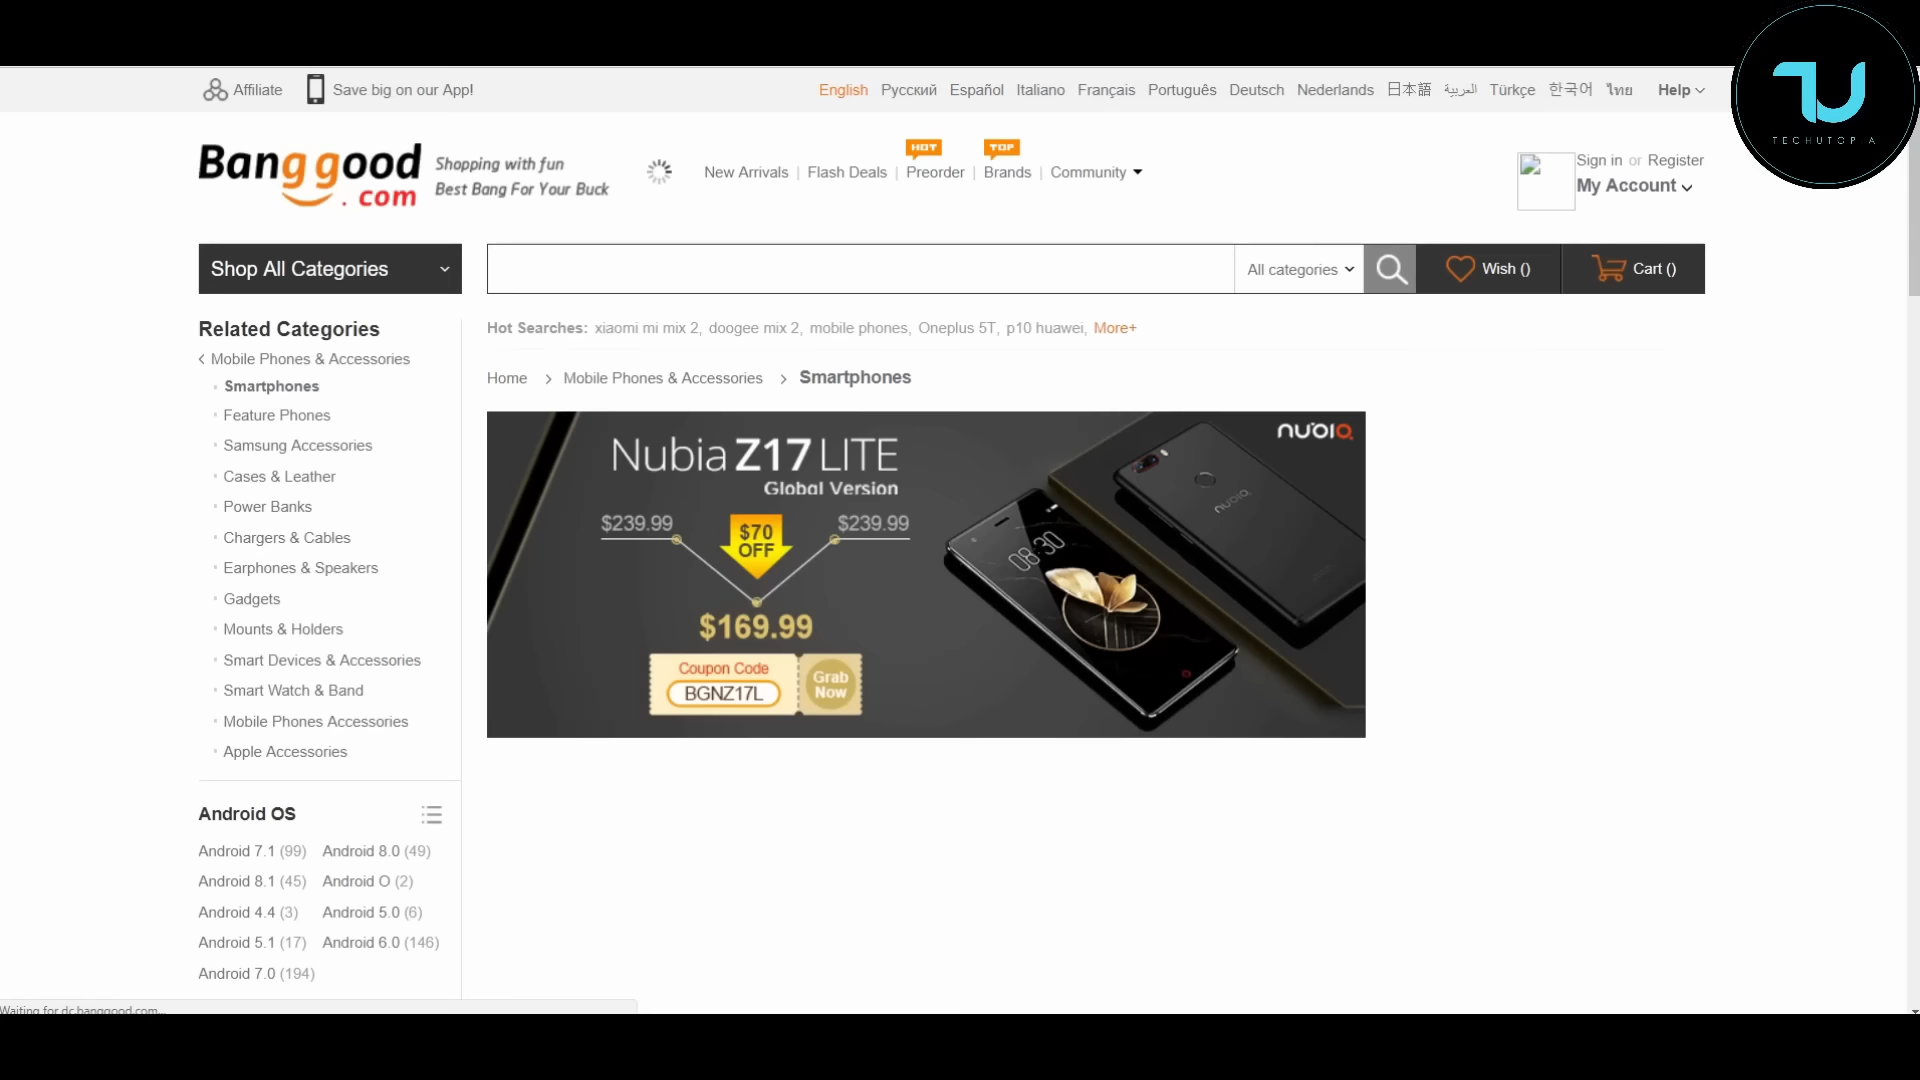 Affiliate
Save big on our App!
English Русский Español Italiano Français Português Deutsch Nederlands 日本語 العربية Türkçe 한국어 ไทย Help
TU
TECHUTOPIA
Bang good
.com
Shopping with fun
Best Bang For Your Buck
HOT TOP
New Arrivals | Flash Deals | Preorder | Brands | Community
Sign in or Register
My Account
Shop All Categories
All categories
Wish ()
Cart ()
Related Categories
Hot Searches: xiaomi mi mix 2, doogee mix 2, mobile phones, Oneplus 5T, p10 huawei, More+
Mobile Phones & Accessories
Smartphones
Feature Phones
Samsung Accessories
Cases & Leather
Power Banks
Chargers & Cables
Earphones & Speakers
Gadgets
Mounts & Holders
Smart Devices & Accessories
Smart Watch & Band
Mobile Phones Accessories
Apple Accessories
Home > Mobile Phones & Accessories > Smartphones
Nubia Z17 LITE
Global Version
$239.99
$70
OFF
$239.99
$169.99
Coupon Code
BGNZ17L
Grab
Now
nubia
08:30
nubia
Android OS
Android 7.1 (99) Android 8.0 (49)
Android 8.1 (45) Android O (2)
Android 4.4 (3) Android 5.0 (6)
Android 5.1 (17) Android 6.0 (146)
Android 7.0 (194)
Waiting for dc.banggood.com...